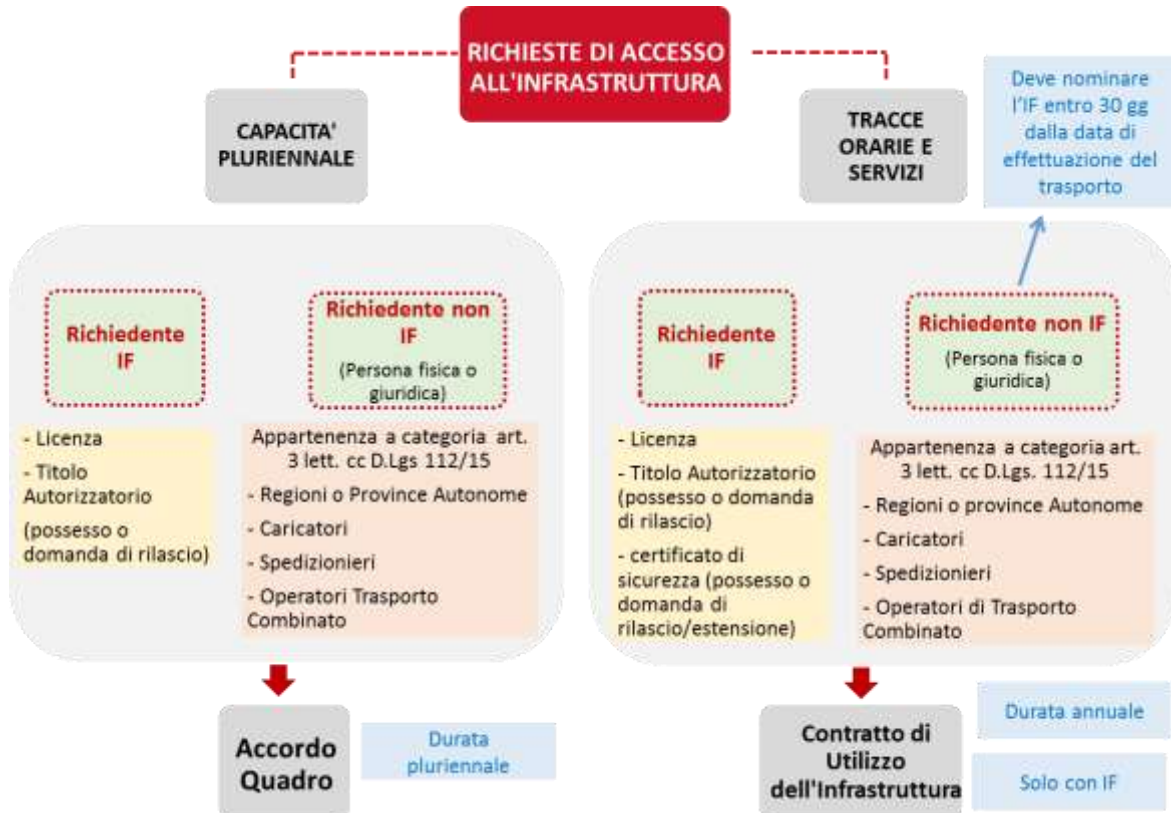 RICHIESTE DI ACCESSO
ALL'INFRASTRUTTURA
CAPACITA'
PLURIENNALE
TRACCE
ORARIE E
SERVIZI
Deve nominare
l'IF entro 30 gg
dalla data di
effettuazione del
trasporto
Richiedente
IF
Richiedente non
IF
(Persona fisica o
giuridica)
- Licenza
- Titolo
Autorizzatorio
(possesso o
domanda di rilascio)
Appartenenza a categoria art.
3 lett. cc D.Lgs 112/15
- Regioni o Province Autonome
- Caricatori
- Spedizionieri
- Operatori Trasporto
Combinato
Richiedente
IF
Richiedente non IF
(Persona fisica o
giuridica)
- Licenza
- Titolo Autorizzatorio
(possesso o domanda
di rilascio)
- certificato di
sicurezza (possesso o
domanda di
rilascio/estensione)
Appartenenza a categoria art.
3 lett. cc D.Lgs. 112/15
- Regioni o province Autonome
- Caricatori
- Spedizionieri
- Operatori di Trasporto
Combinato
Accordo
Quadro
Durata
pluriennale
Contratto di
Utilizzo
dell'Infrastruttura
Durata annuale
Solo con IF